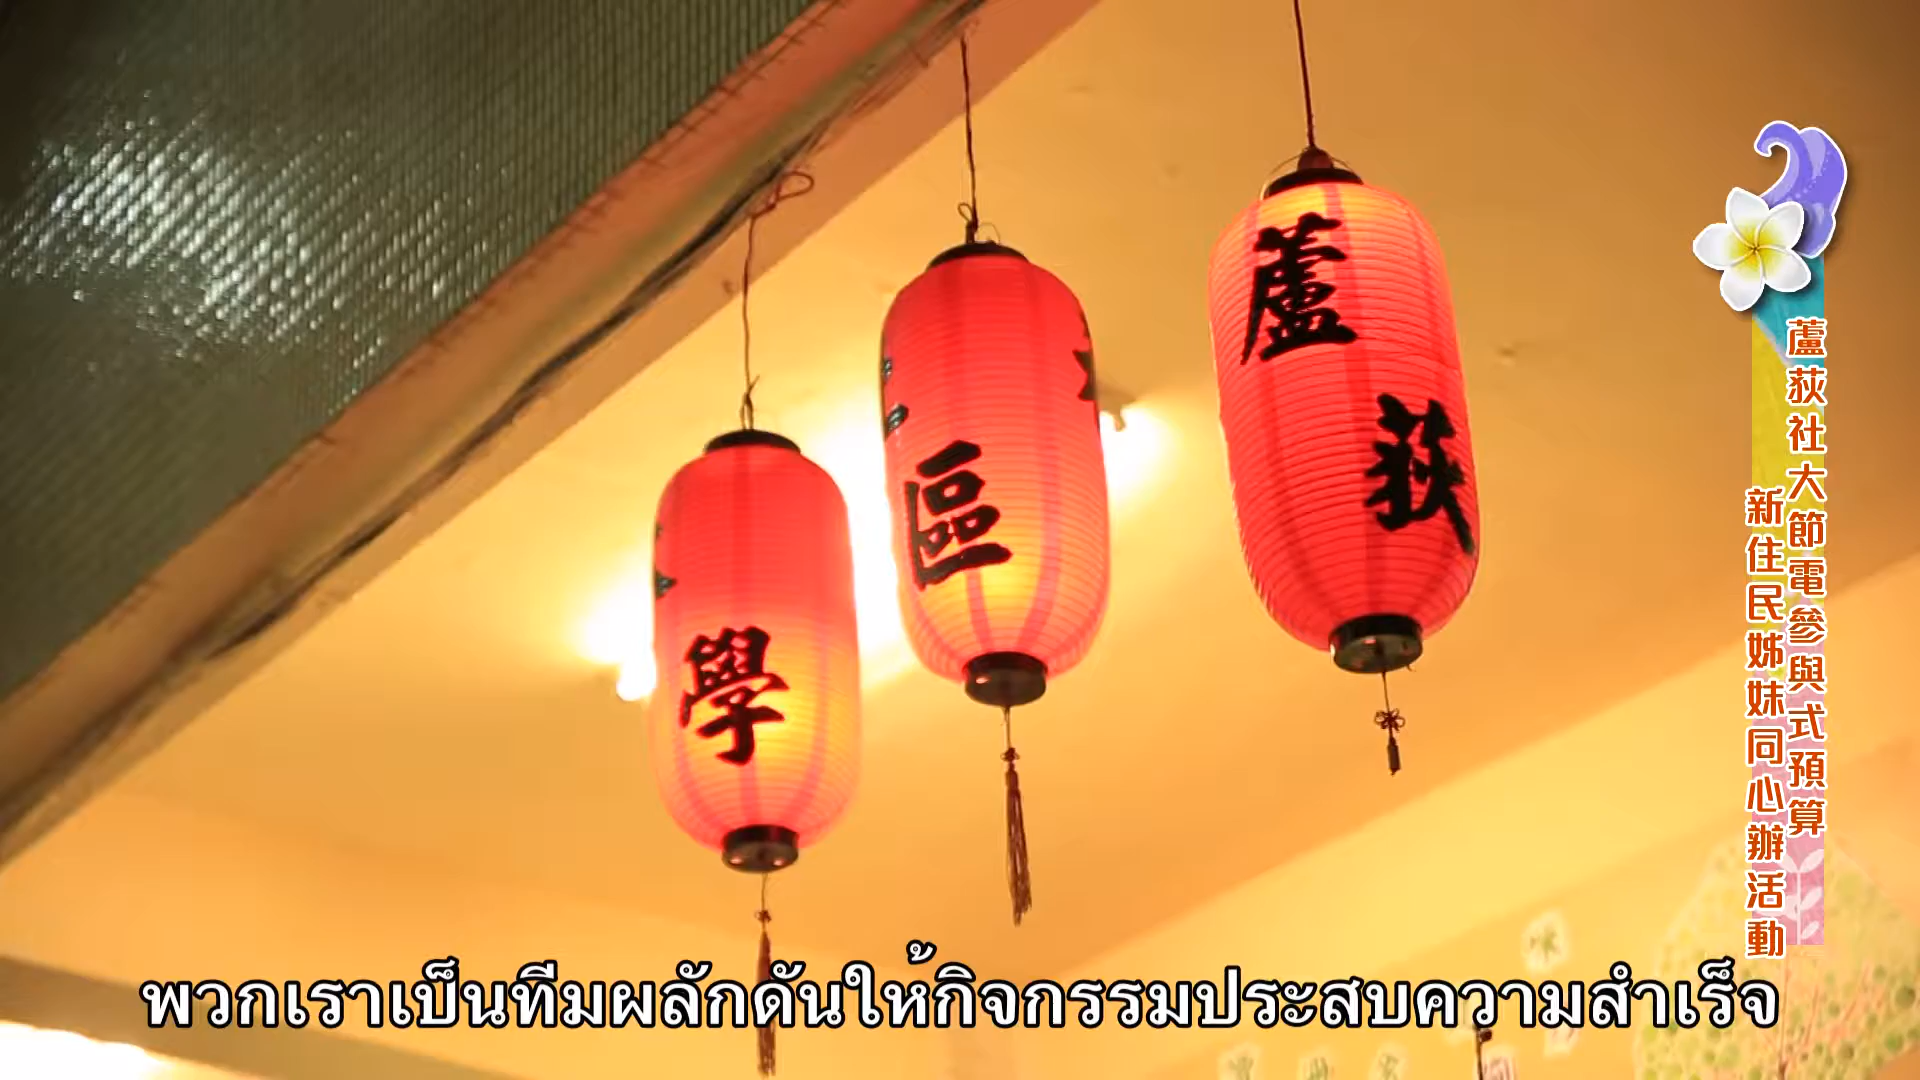 蘆荻
區
學
蘆荻社大節電參與式預算
新住民姊妹同心辦活動
พวกเราเป็นทีมผลักดันให้กิจกรรมประสบความสำเร็จ